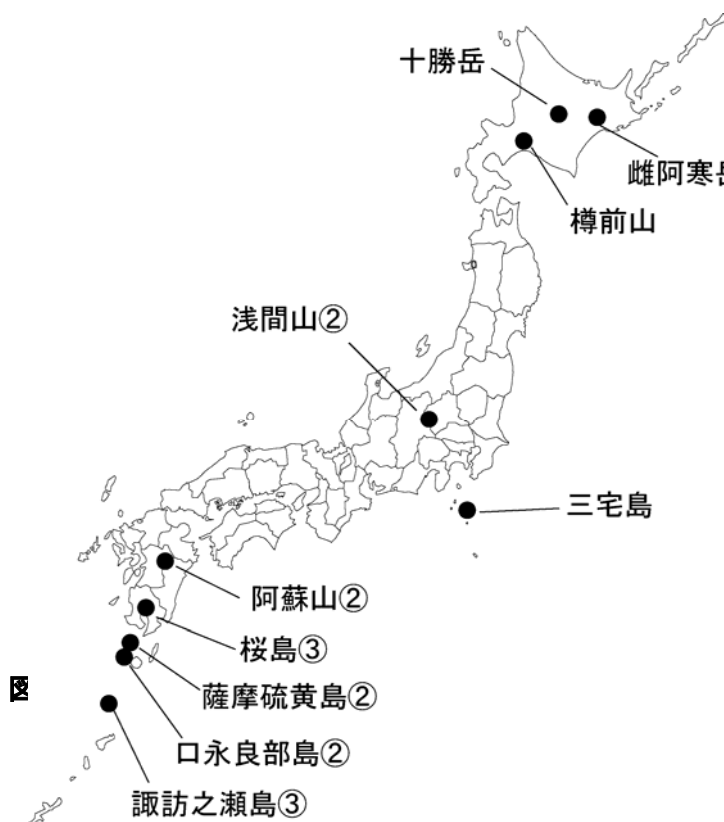 十勝岳
雌阿寒岳
樽前山
浅間山②
三宅島
阿蘇山②
桜島③
薩摩硫黄島②
図
口永良部島②
諏訪之瀬島③